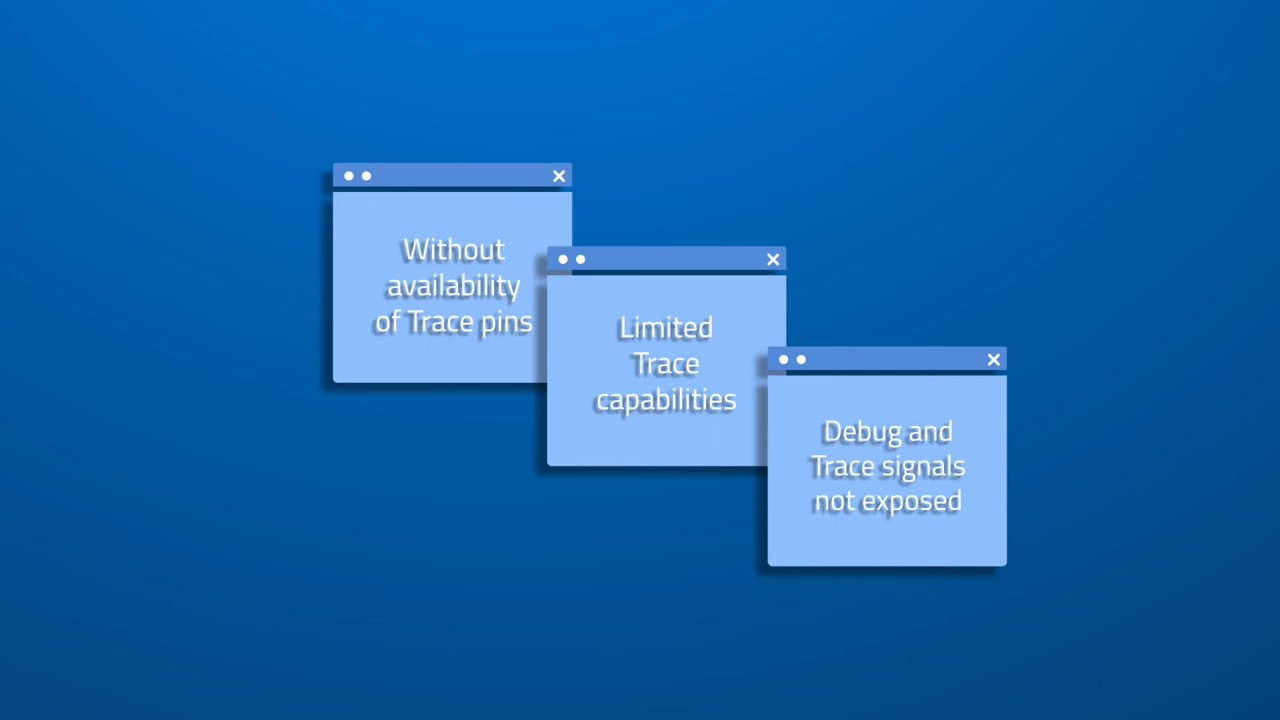 Without
availability
of Trace pins
Limited
Trace
capabilities
Debug and
Trace signals
not exposed